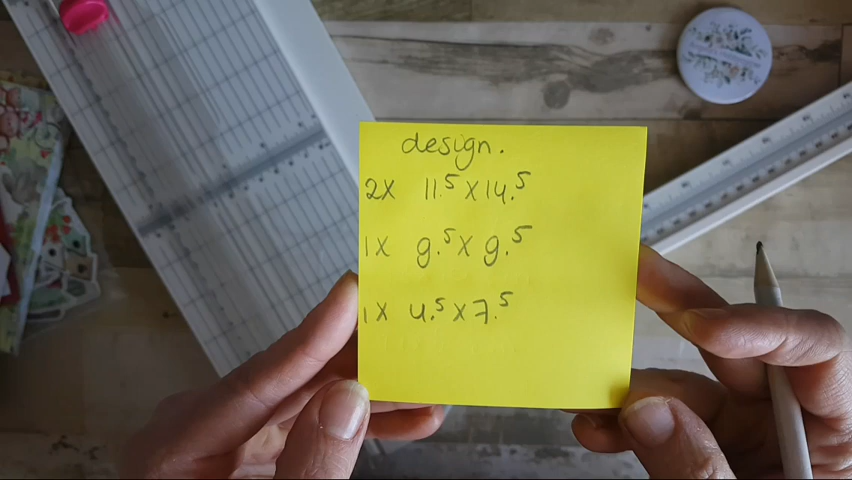 design.
2x 11.5 x 14.5
1x 9.5 x 9.5
1x 4.5 x 7.5